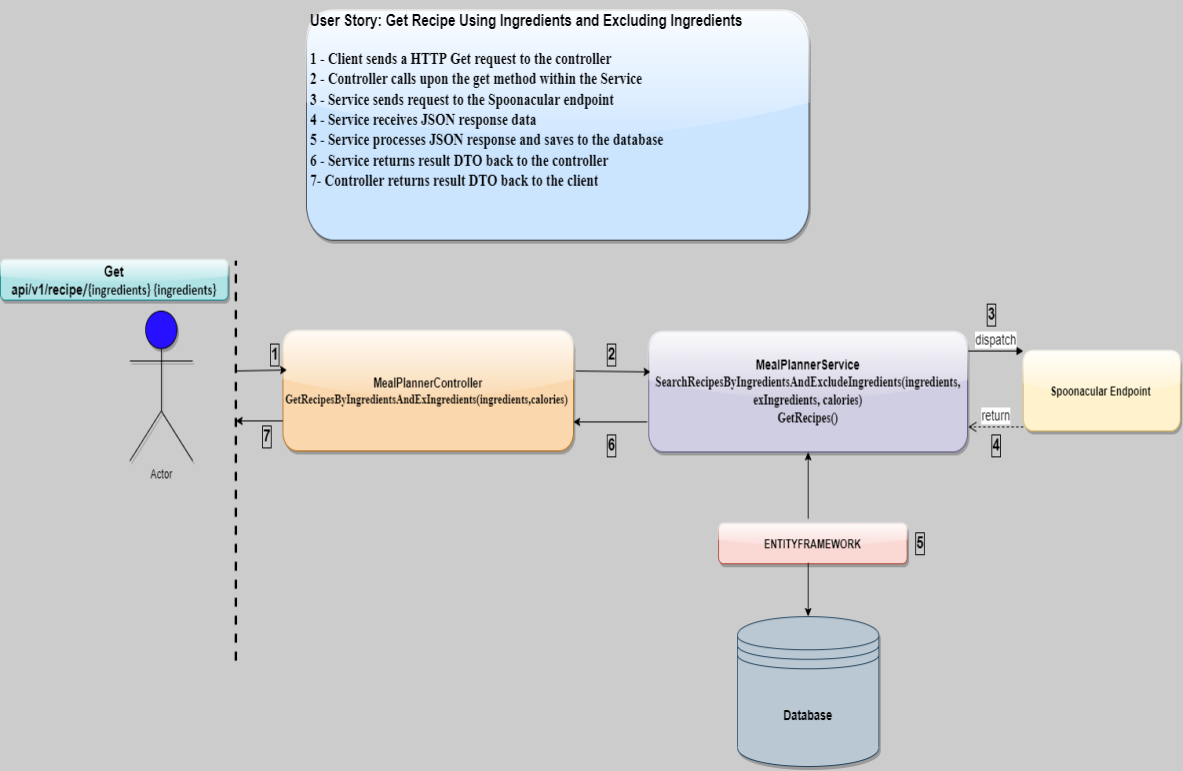 User Story: Get Recipe Using Ingredients and Excluding Ingredients
1 - Client sends a HTTP Get request to the controller
2 - Controller calls upon the get method within the Service
3 - Service sends request to the Spoonacular endpoint
4 - Service receives JSON response data
5 - Service processes JSON response and saves to the database
6 - Service returns result DTO back to the controller
7- Controller returns result DTO back to the client
Get
api/v1/recipe/{ingredients} {ingredients}
Actor
1
7
MealPlannerController
GetRecipesByIngredientsAndExIngredients(ingredients,calories)
2
6
MealPlannerService
SearchRecipesByIngredientsAndExcludeIngredients(ingredients,
exIngredients, calories)
GetRecipes()
3
dispatch
return
4
Spoonacular Endpoint
ENTITYFRAMEWORK
5
Database